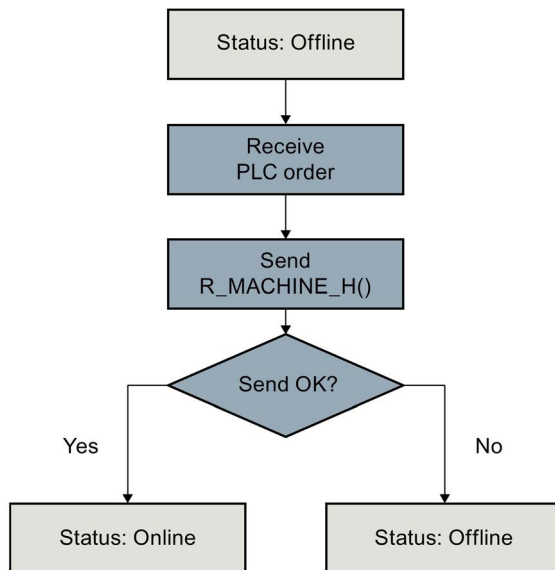 Status: Offline
Receive
PLC order
Send
R_MACHINE_H()
Send OK?
Yes
No
Status: Online
Status: Offline